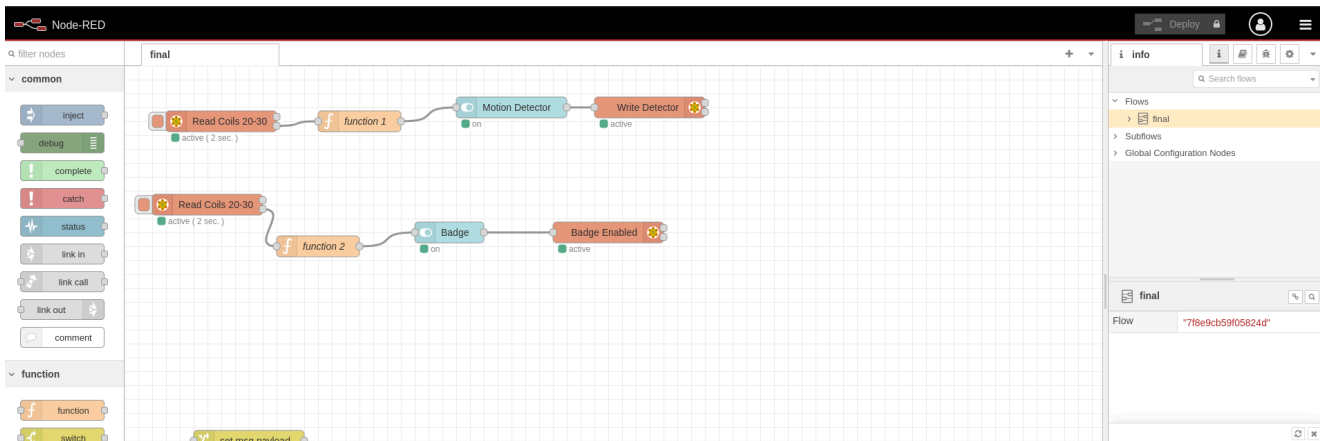 Node-RED
Deploy
filter nodes
final
info
common
Search flows
inject
debug
complete
catch
status
link in
link call
link out
comment
function
function
switch
Read Coils 20-30
active ( 2 sec. )
function 1
Motion Detector
on
Write Detector
active
Read Coils 20-30
active ( 2 sec. )
function 2
Badge
on
Badge Enabled
active
set msg.payload
Flows
final
Subflows
Global Configuration Nodes
final
Flow "7f8e9cb59f05824d"